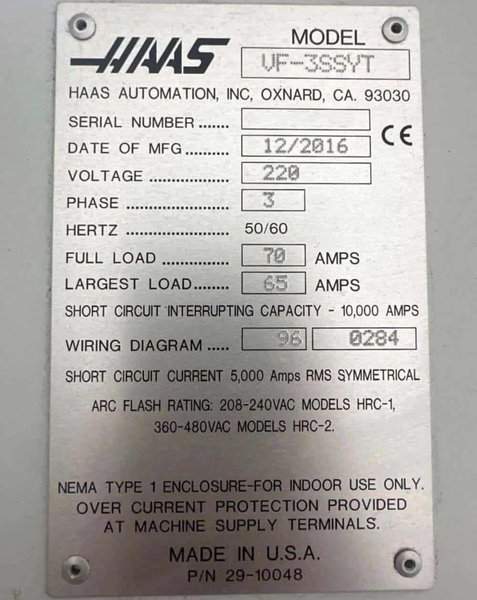 HAAS
MODEL
VF-3SSYT
HAAS AUTOMATION, INC, OXNARD, CA. 93030
SERIAL NUMBER .......
DATE OF MFG .......... 12/2016
CE
VOLTAGE ................. 220
PHASE ..................... 3
HERTZ .................... 50/60
FULL LOAD .............. 70 AMPS
LARGEST LOAD....... 65 AMPS
SHORT CIRCUIT INTERRUPTING CAPACITY - 10,000 AMPS
WIRING DIAGRAM ..... 96 0284
SHORT CIRCUIT CURRENT 5,000 Amps RMS SYMMETRICAL
ARC FLASH RATING: 208-240VAC MODELS HRC-1,
360-480VAC MODELS HRC-2.
NEMA TYPE 1 ENCLOSURE-FOR INDOOR USE ONLY.
OVER CURRENT PROTECTION PROVIDED
AT MACHINE SUPPLY TERMINALS.
MADE IN U.S.A.
P/N 29-10048